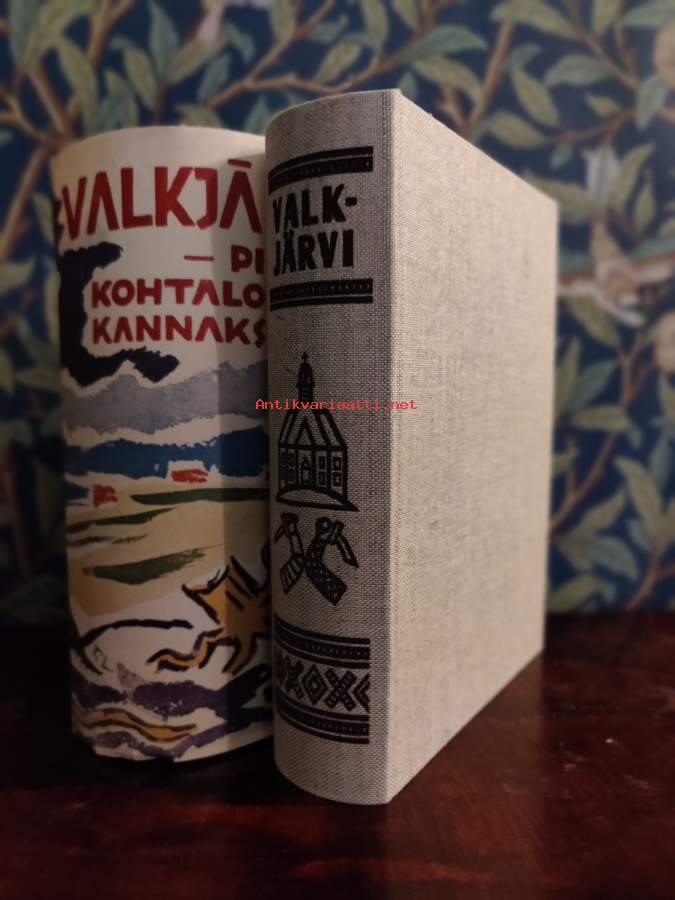 VALKJÄ
— PI
KOHTALO
KANNAKS
VALK-
JÄRVI
Antikvariaatti.net